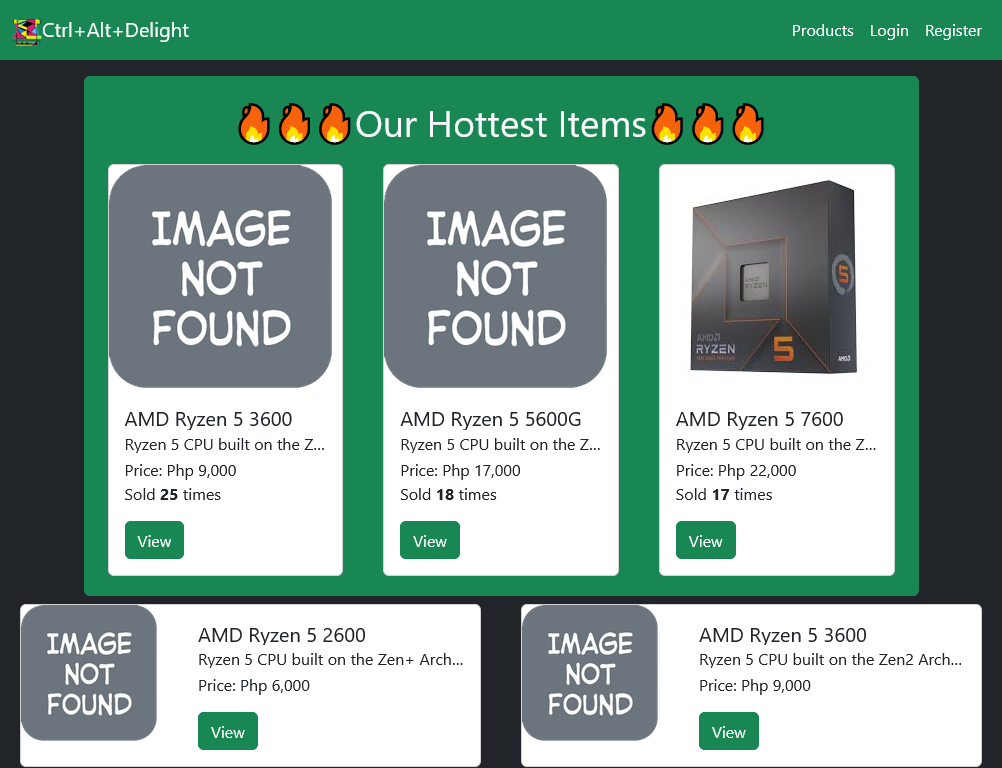 Ctrl+Alt+Delight
Products Login Register
🔥🔥🔥Our Hottest Items🔥🔥🔥
IMAGE
NOT
FOUND
AMD Ryzen 5 3600
Ryzen 5 CPU built on the Z...
Price: Php 9,000
Sold 25 times
View
IMAGE
NOT
FOUND
AMD Ryzen 5 5600G
Ryzen 5 CPU built on the Z...
Price: Php 17,000
Sold 18 times
View
AMD
RYZEN
5
AMD
RYZEN
5
AMD
AMD Ryzen 5 7600
Ryzen 5 CPU built on the Z...
Price: Php 22,000
Sold 17 times
View
IMAGE
NOT
FOUND
AMD Ryzen 5 2600
Ryzen 5 CPU built on the Zen+ Arch...
Price: Php 6,000
View
IMAGE
NOT
FOUND
AMD Ryzen 5 3600
Ryzen 5 CPU built on the Zen2 Arch...
Price: Php 9,000
View